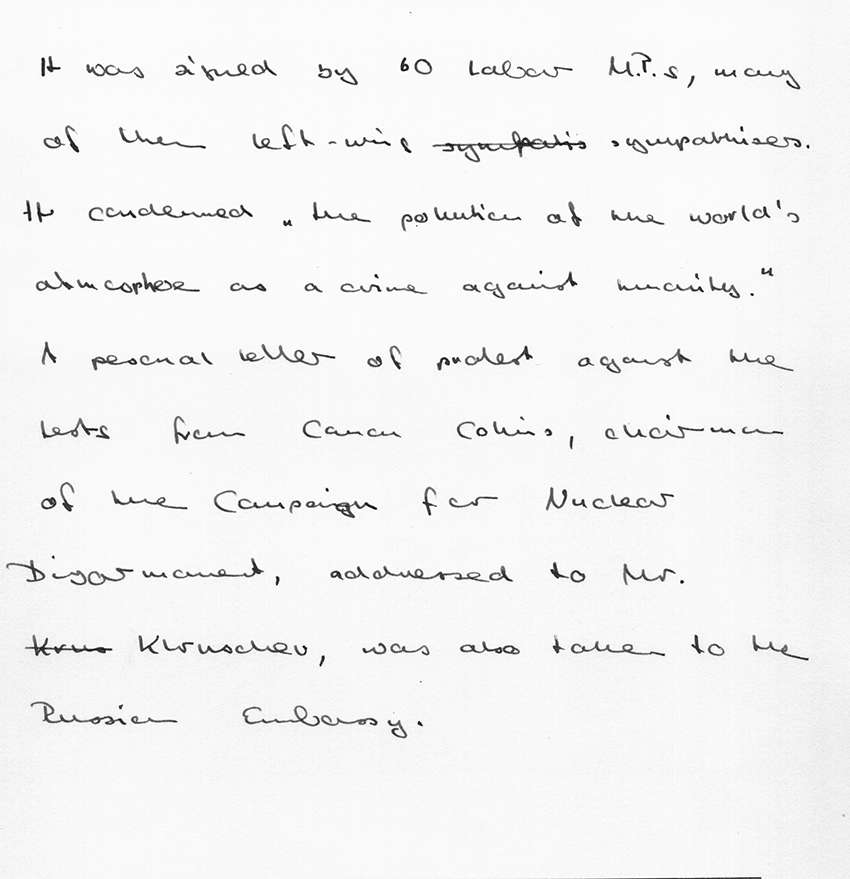 It was signed by 60 Labour M.P.s, many
of them left-wing sympatis sympathisers.
It condemned „the pollution of the world's
atmosphere as a crime against humanity."
A personal letter of protest against the
tests from Canon Collins, chairman
of the Campaign for Nuclear
Disarmament, addressed to Mr.
Krus Khruschev, was also taken to the
Russian Embassy.